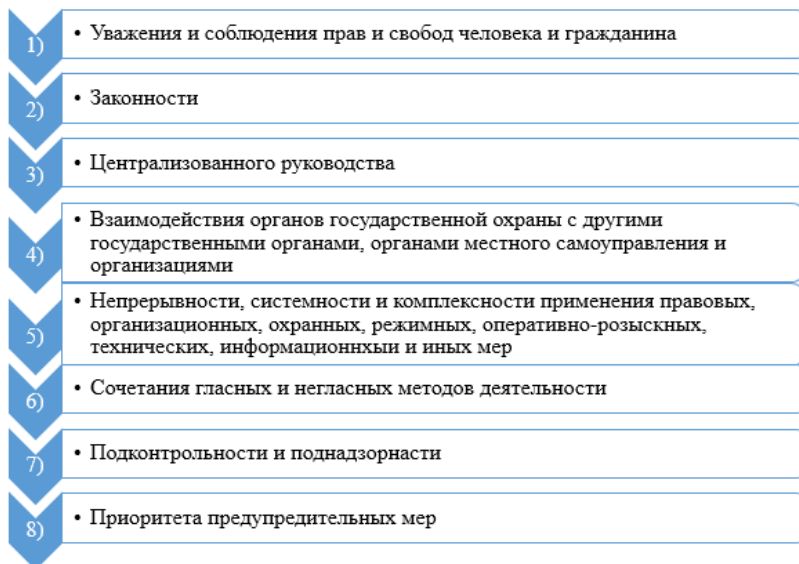 1) • Уважения и соблюдения прав и свобод человека и гражданина
2) • Законности
3) • Централизованного руководства
4) • Взаимодействия органов государственной охраны с другими
государственными органами, органами местного самоуправления и
организациями
5) • Непрерывности, системности и комплексности применения правовых,
организационных, охранных, режимных, оперативно-розыскных,
технических, информационнхыи и иных мер
6) • Сочетания гласных и негласных методов деятельности
7) • Подконтрольности и поднадзорнасти
8) • Приоритета предупредительных мер